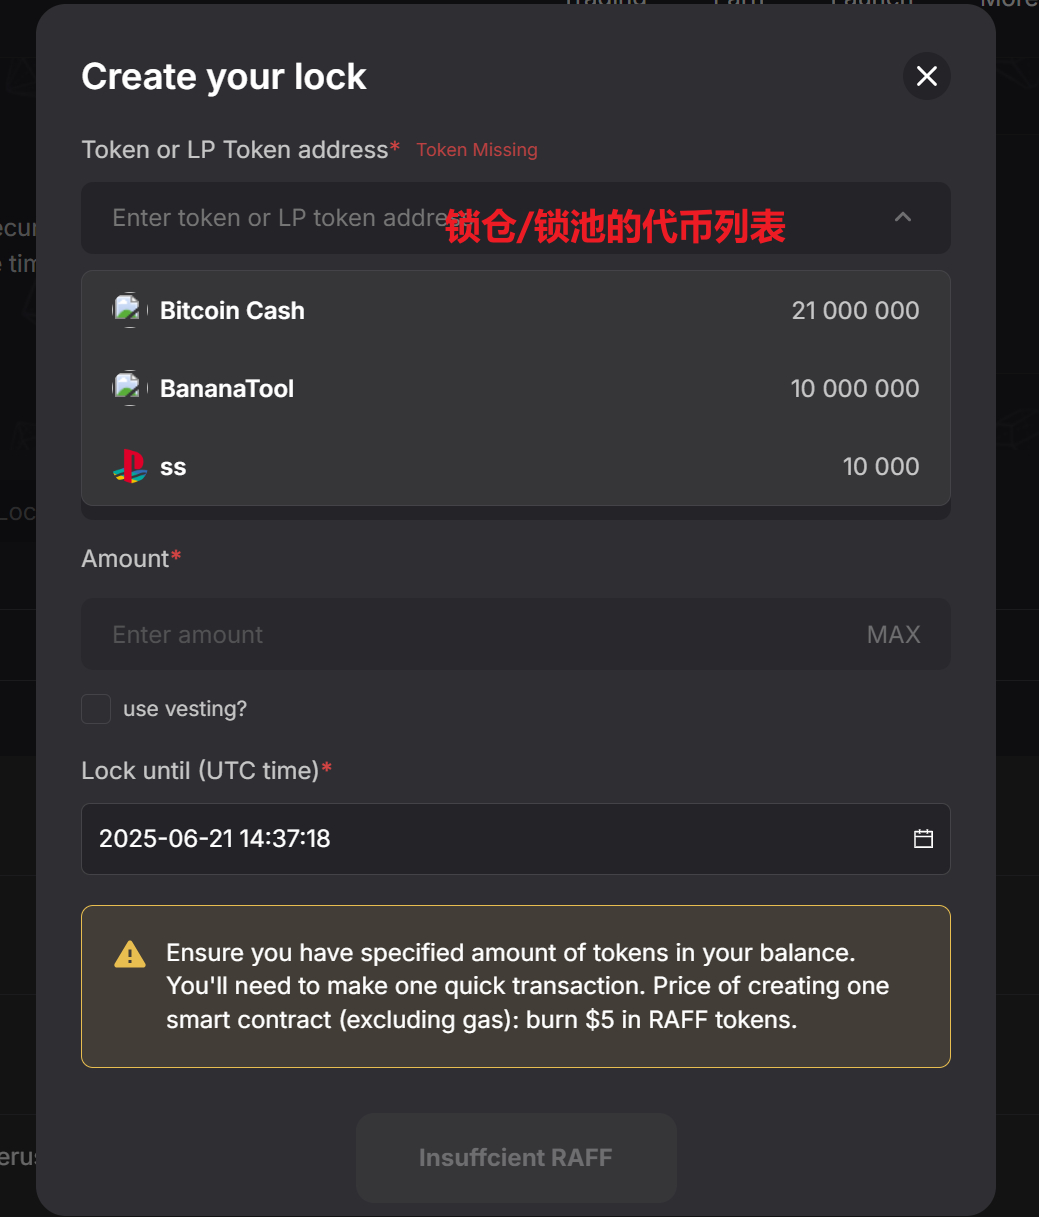 Create your lock
Token or LP Token address* Token Missing
Enter token or LP token address
锁仓/锁池的代币列表
Bitcoin Cash 21 000 000
BananaTool 10 000 000
ss 10 000
Amount*
Enter amount MAX
use vesting?
Lock until (UTC time)*
2025-06-21 14:37:18
Ensure you have specified amount of tokens in your balance.
You'll need to make one quick transaction. Price of creating one
smart contract (excluding gas): burn $5 in RAFF tokens.
Insuffcient RAFF